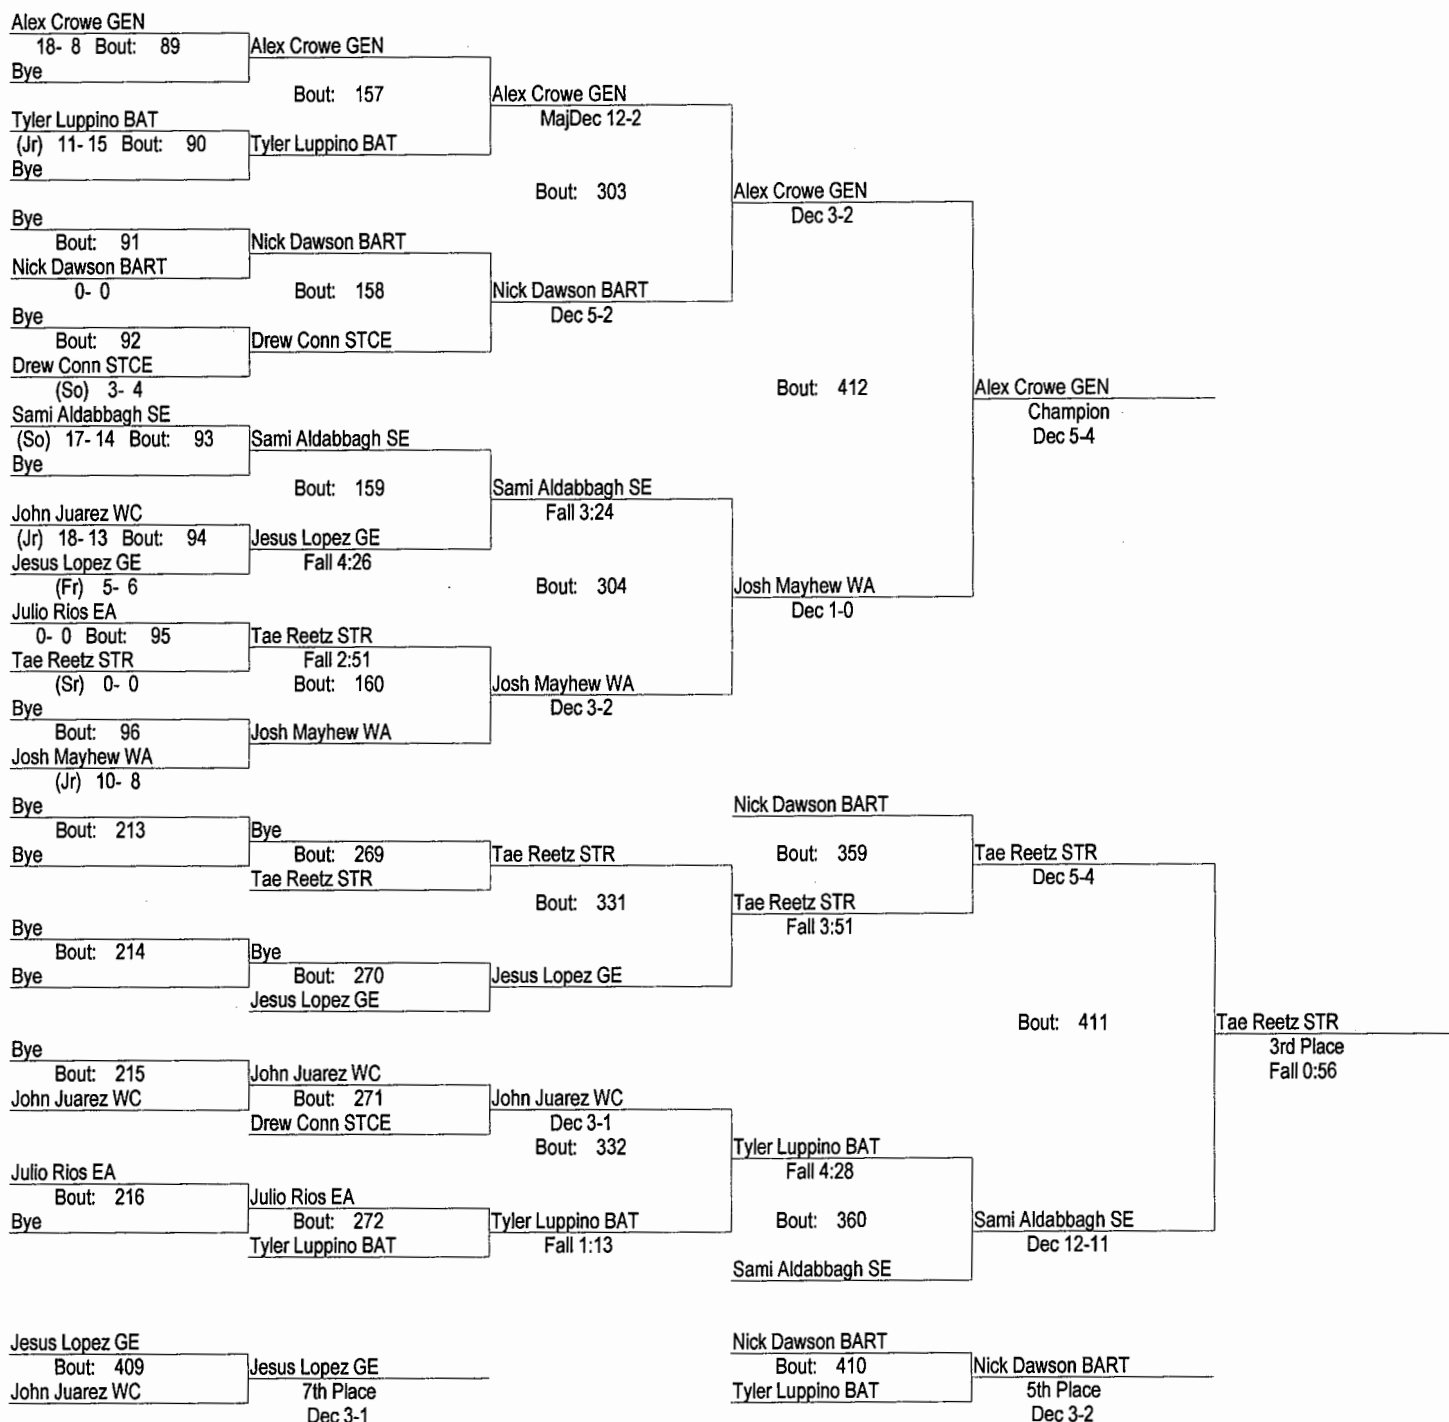 Alex Crowe GEN
18- 8 Bout: 89
Bye
Alex Crowe GEN
Bout: 157
Tyler Luppino BAT
(Jr) 11- 15 Bout: 90
Bye
Tyler Luppino BAT
Alex Crowe GEN
MajDec 12-2
Bout: 303
Bye
Bout: 91
Nick Dawson BART
0- 0
Nick Dawson BART
Bout: 158
Bye
Bout: 92
Drew Conn STCE
(So) 3- 4
Drew Conn STCE
Nick Dawson BART
Dec 5-2
Alex Crowe GEN
Dec 3-2
Bout: 412
Sami Aldabbagh SE
(So) 17- 14 Bout: 93
Bye
Sami Aldabbagh SE
Bout: 159
John Juarez WC
(Jr) 18- 13 Bout: 94
Jesus Lopez GE
(Fr) 5- 6
Jesus Lopez GE
Fall 4:26
Sami Aldabbagh SE
Fall 3:24
Bout: 304
Julio Rios EA
0- 0 Bout: 95
Tae Reetz STR
(Sr) 0- 0
Tae Reetz STR
Fall 2:51
Bout: 160
Bye
Bout: 96
Josh Mayhew WA
(Jr) 10- 8
Josh Mayhew WA
Josh Mayhew WA
Dec 3-2
Josh Mayhew WA
Dec 1-0
Alex Crowe GEN
Champion
Dec 5-4
Bye
Bout: 213
Bye
Bye
Bout: 269
Tae Reetz STR
Tae Reetz STR
Bout: 331
Bye
Bout: 214
Bye
Bye
Bout: 270
Jesus Lopez GE
Jesus Lopez GE
Nick Dawson BART
Bout: 359
Tae Reetz STR
Fall 3:51
Tae Reetz STR
Dec 5-4
Bout: 411
Bye
Bout: 215
John Juarez WC
John Juarez WC
Bout: 271
Drew Conn STCE
John Juarez WC
Dec 3-1
Bout: 332
Julio Rios EA
Bout: 216
Bye
Julio Rios EA
Bout: 272
Tyler Luppino BAT
Tyler Luppino BAT
Fall 1:13
Tyler Luppino BAT
Fall 4:28
Bout: 360
Sami Aldabbagh SE
Sami Aldabbagh SE
Dec 12-11
Tae Reetz STR
3rd Place
Fall 0:56
Jesus Lopez GE
Bout: 409
John Juarez WC
Jesus Lopez GE
7th Place
Dec 3-1
Nick Dawson BART
Bout: 410
Tyler Luppino BAT
Nick Dawson BART
5th Place
Dec 3-2